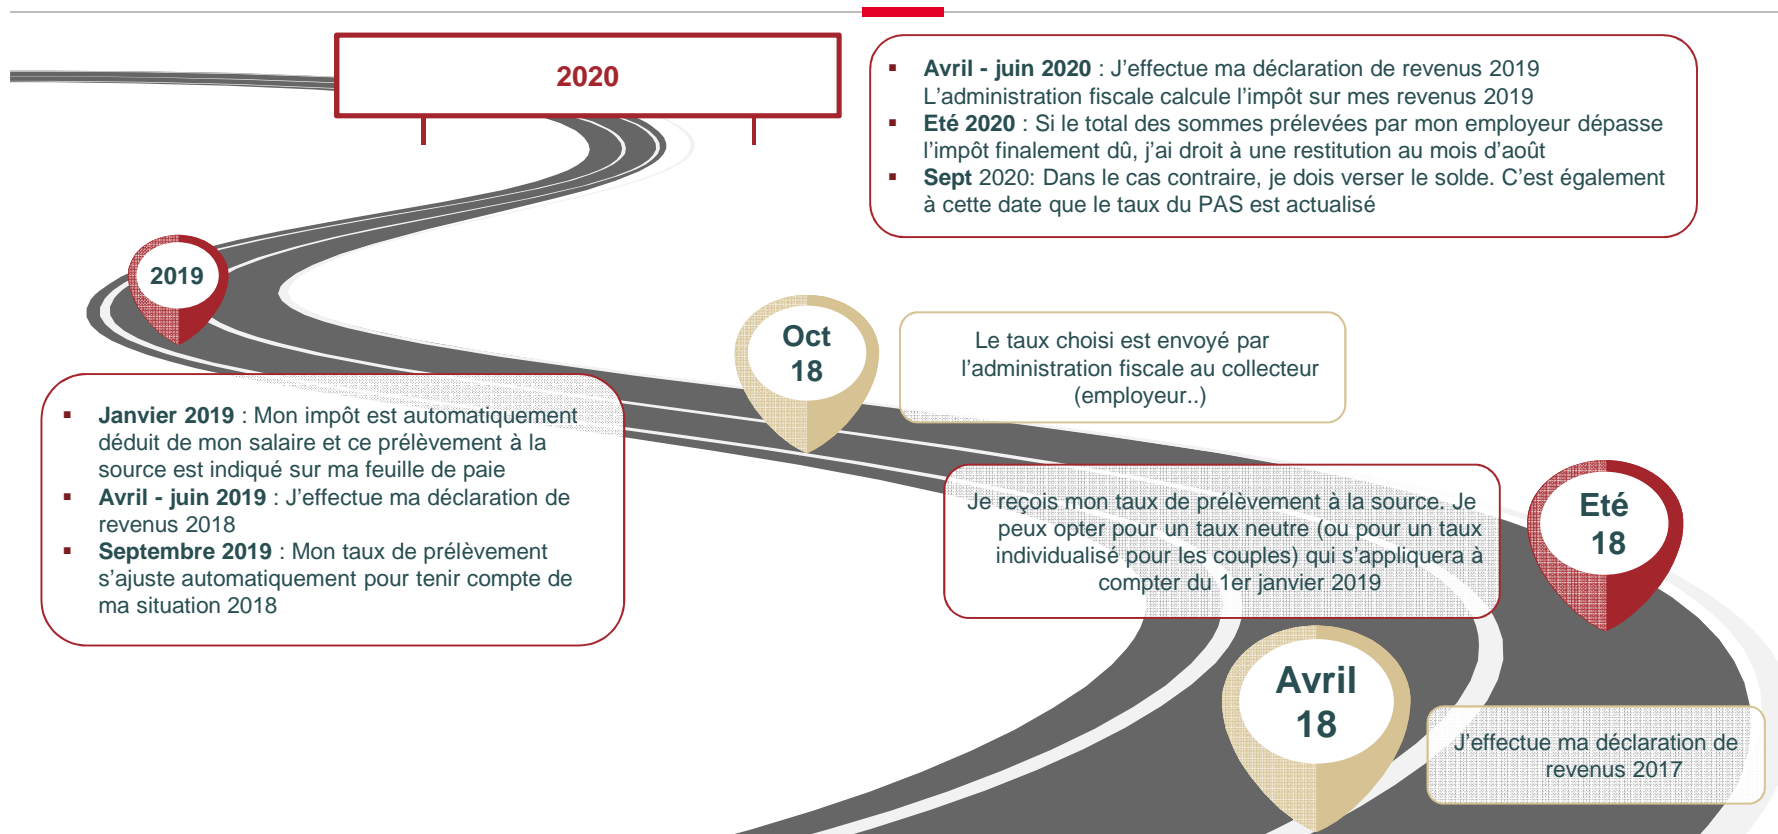 2020
Avril - juin 2020 : J’effectue ma déclaration de revenus 2019
L’administration fiscale calcule l’impôt sur mes revenus 2019
Eté 2020 : Si le total des sommes prélevées par mon employeur dépasse
l’impôt finalement dû, j’ai droit à une restitution au mois d’août
Sept 2020: Dans le cas contraire, je dois verser le solde. C’est également
à cette date que le taux du PAS est actualisé
2019
Janvier 2019 : Mon impôt est automatiquement
déduit de mon salaire et ce prélèvement à la
source est indiqué sur ma feuille de paie
Avril - juin 2019 : J’effectue ma déclaration de
revenus 2018
Septembre 2019 : Mon taux de prélèvement
s’ajuste automatiquement pour tenir compte de
ma situation 2018
Oct
18
Le taux choisi est envoyé par
l’administration fiscale au collecteur
(employeur..)
Je reçois mon taux de prélèvement à la source. Je
peux opter pour un taux neutre (ou pour un taux
individualisé pour les couples) qui s’appliquera à
compter du 1er janvier 2019
Eté
18
Avril
18
J’effectue ma déclaration de
revenus 2017